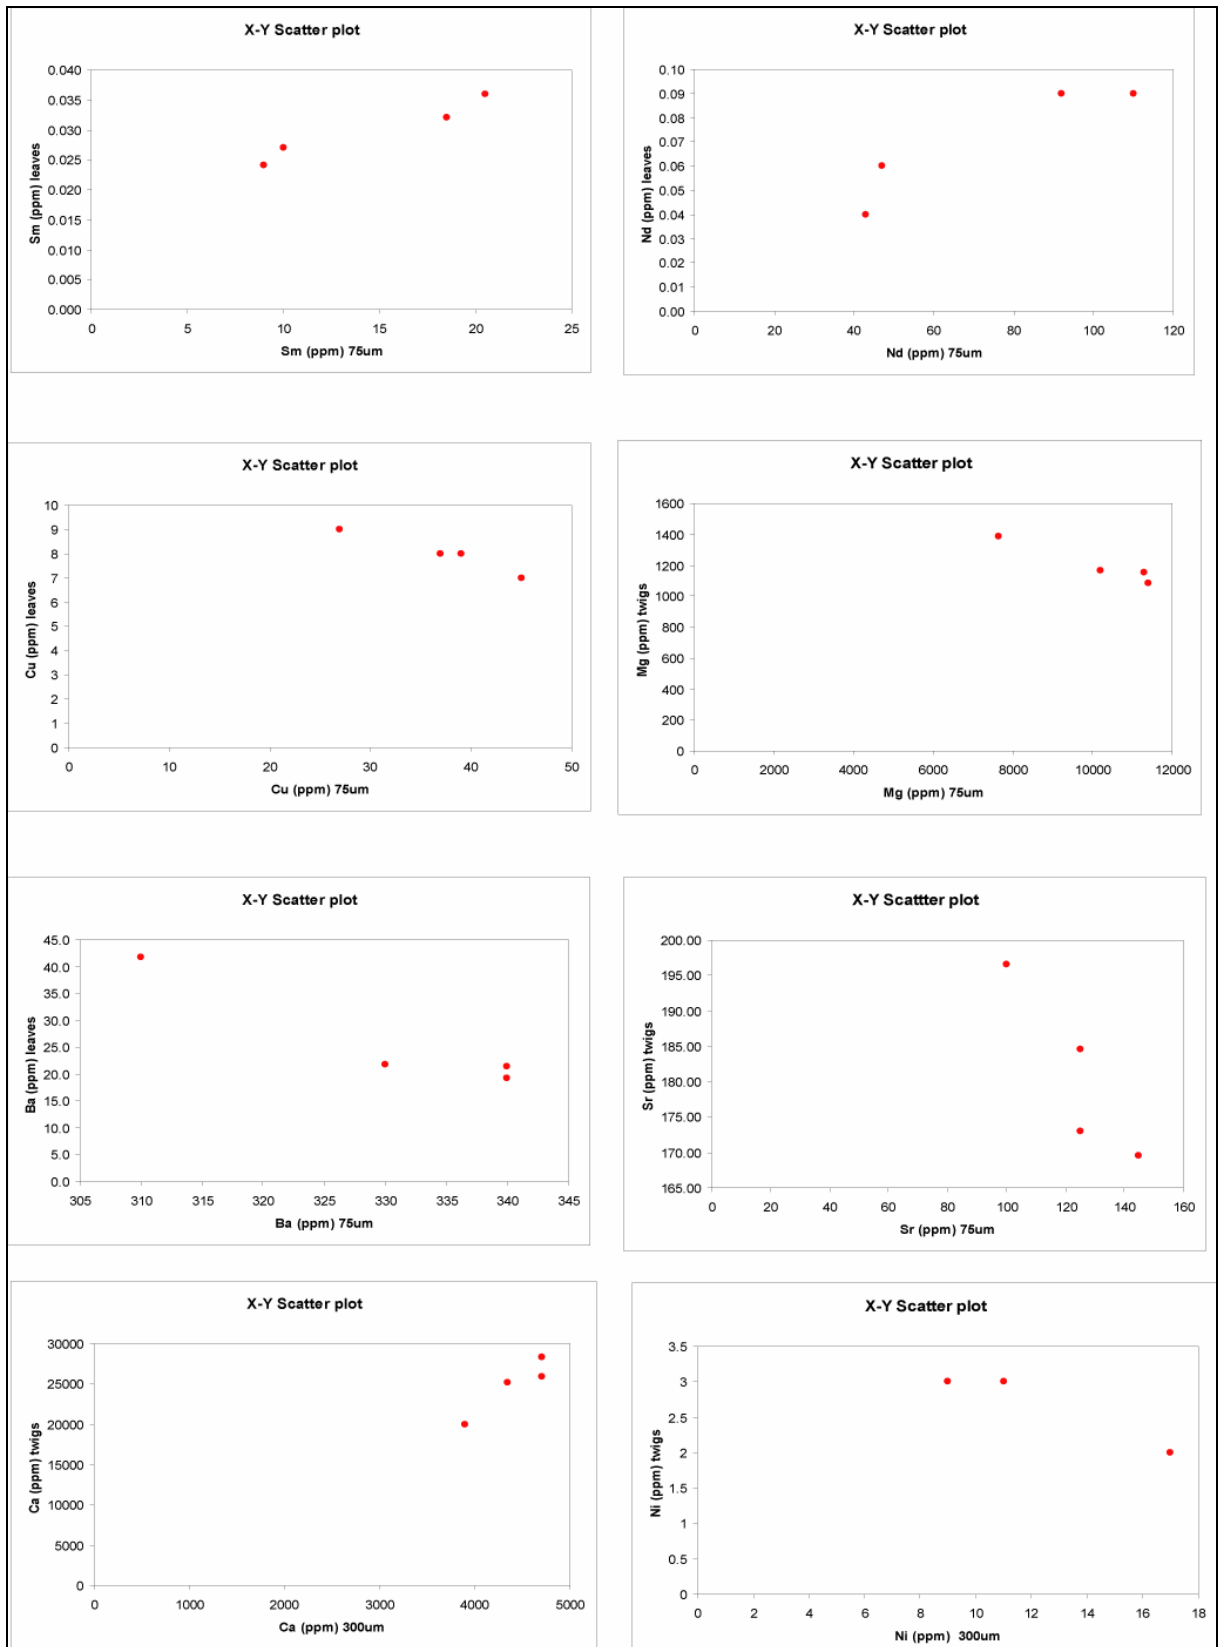 X-Y Scatter plot
0.040
0.035
0.030
0.025
0.020
0.015
0.010
0.005
0.000
Sm (ppm) leaves
0 5 10 15 20 25
Sm (ppm) 75um
X-Y Scatter plot
0.10
0.09
0.08
0.07
0.06
0.05
0.04
0.03
0.02
0.01
0.00
Nd (ppm) leaves
0 20 40 60 80 100 120
Nd (ppm) 75um
X-Y Scatter plot
10
9
8
7
6
5
4
3
2
1
0
Cu (ppm) leaves
0 10 20 30 40 50
Cu (ppm) 75um
X-Y Scatter plot
1600
1400
1200
1000
800
600
400
200
0
Mg (ppm) twigs
0 2000 4000 6000 8000 10000 12000
Mg (ppm) 75um
X-Y Scatter plot
45.0
40.0
35.0
30.0
25.0
20.0
15.0
10.0
5.0
0.0
Ba (ppm) leaves
305 310 315 320 325 330 335 340 345
Ba (ppm) 75um
X-Y Scattter plot
200.00
195.00
190.00
185.00
180.00
175.00
170.00
165.00
Sr (ppm) twigs
0 20 40 60 80 100 120 140 160
Sr (ppm) 75um
X-Y Scatter plot
30000
25000
20000
15000
10000
5000
0
Ca (ppm) twigs
0 1000 2000 3000 4000 5000
Ca (ppm) 300um
X-Y Scatter plot
3.5
3
2.5
2
1.5
1
0.5
0
Ni (ppm) twigs
0 2 4 6 8 10 12 14 16 18
Ni (ppm) 300um